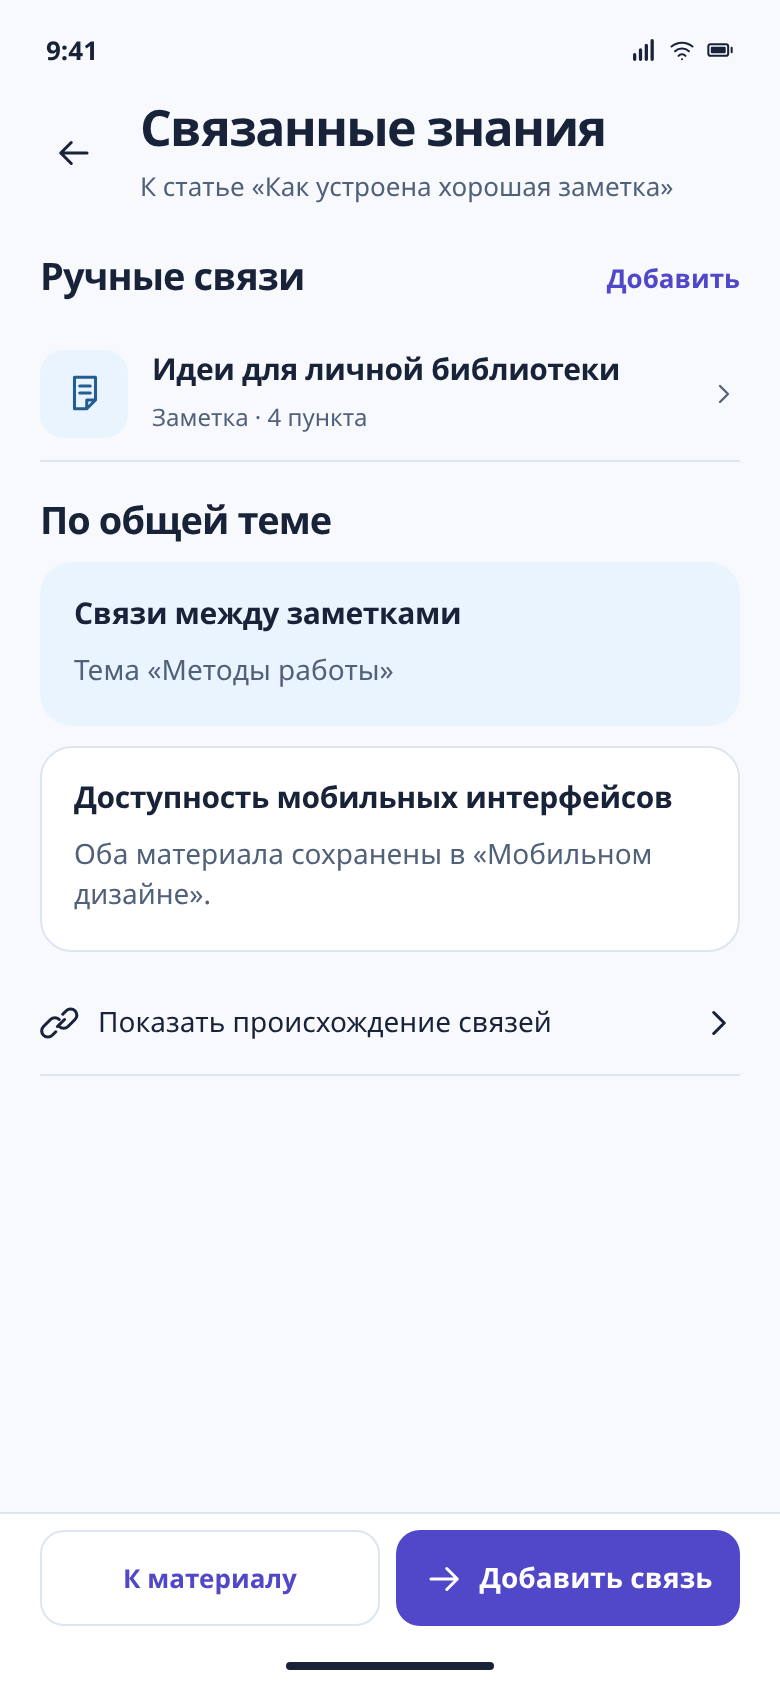 9:41
Связанные знания
К статье «Как устроена хорошая заметка»
Ручные связи
Добавить
Идеи для личной библиотеки
Заметка · 4 пункта
По общей теме
Связи между заметками
Тема «Методы работы»
Доступность мобильных интерфейсов
Оба материала сохранены в «Мобильном
дизайне».
Показать происхождение связей
К материалу
Добавить связь